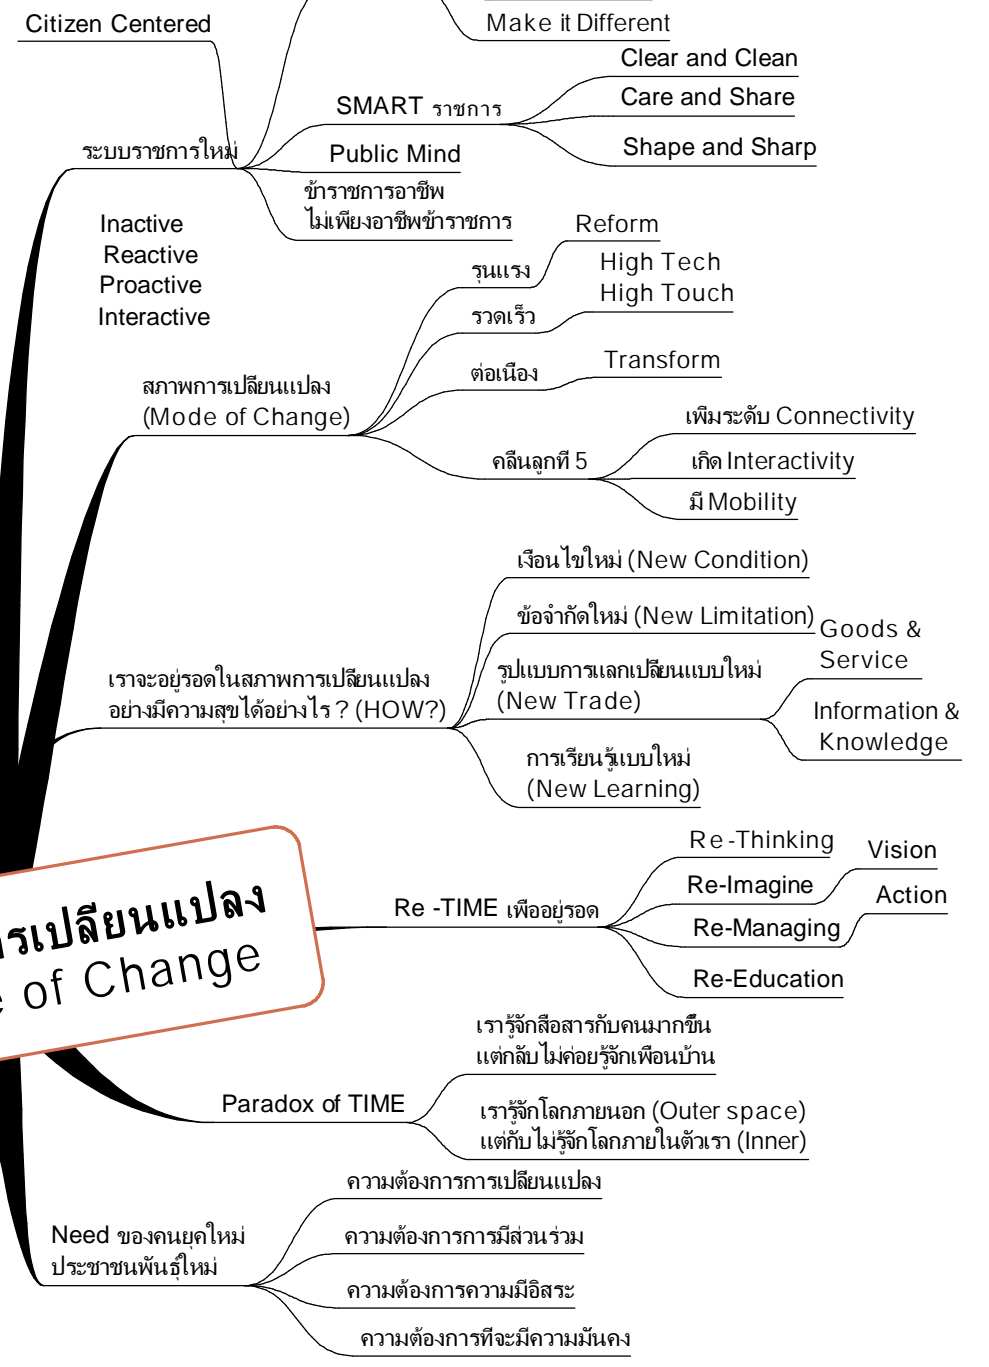 Citizen Centered
Make it Different
Clear and Clean
SMART ราชการ
Care and Share
Shape and Sharp
ระบบราชการใหม่
Public Mind
ข้าราชการอาชีพ
ไม่เพียงอาชีพข้าราชการ
Inactive
Reactive
Proactive
Interactive
Reform
รุนแรง
High Tech
High Touch
รวดเร็ว
Transform
ต่อเนื่อง
สภาพการเปลี่ยนแปลง
(Mode of Change)
เพิ่มระดับ Connectivity
คลื่นลูกที่ 5
เกิด Interactivity
มี Mobility
เงื่อนไขใหม่ (New Condition)
ข้อจำกัดใหม่ (New Limitation)
Goods &
Service
รูปแบบการแลกเปลี่ยนแบบใหม่
(New Trade)
เราจะอยู่รอดในสภาพการเปลี่ยนแปลง
อย่างมีความสุขได้อย่างไร ? (HOW?)
Information &
Knowledge
การเรียนรู้แบบใหม่
(New Learning)
Re-Thinking
Vision
Re-Imagine
Action
Re -TIME เพื่ออยู่รอด
Re-Managing
Re-Education
รเปลี่ยนแปลง
e of Change
เรารู้จักสื่อสารกับคนมากขึ้น
แต่กลับไม่ค่อยรู้จักเพื่อนบ้าน
Paradox of TIME
เรารู้จักโลกภายนอก (Outer space)
แต่กับไม่รู้จักโลกภายในตัวเรา (Inner)
ความต้องการการเปลี่ยนแปลง
Need ของคนยุคใหม่
ประชาชนพันธุ์ใหม่
ความต้องการการมีส่วนร่วม
ความต้องการความมีอิสระ
ความต้องการที่จะมีความมั่นคง